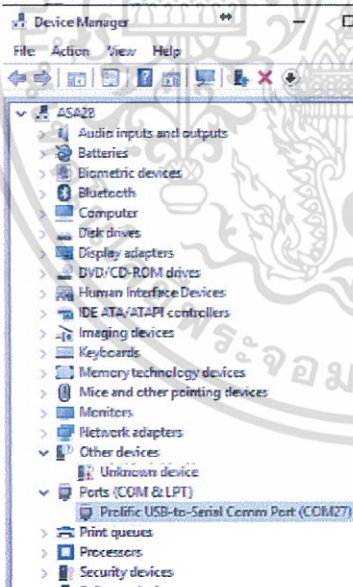 Device Manager
File Action View Help
ASA28
Audio inputs and outputs
Batteries
Biometric devices
Bluetooth
Computer
Disk drives
Display adapters
DVD/CD-ROM drives
Human Interface Devices
IDE ATA/ATAPI controllers
Imaging devices
Keyboards
Memory technology devices
Mice and other pointing devices
Monitors
Network adapters
Other devices
Unknown device
Ports (COM & LPT)
Prolific USB-to-Serial Comm Port (COM27)
Print queues
Processors
Security devices